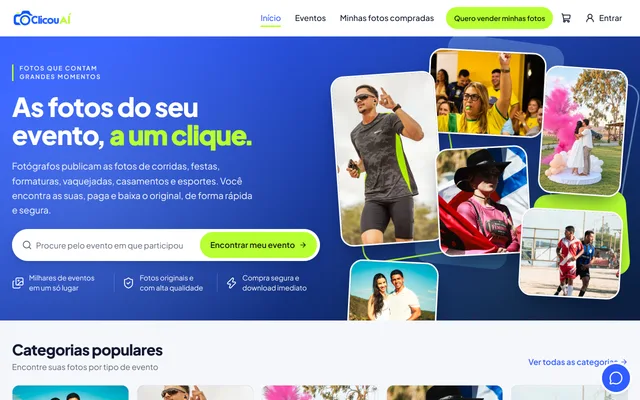 ClicouAÍ
Início
Eventos
Minhas fotos compradas
Quero vender minhas fotos
Entrar
FOTOS QUE CONTAM
GRANDES MOMENTOS
As fotos do seu
evento, a um clique.
Fotógrafos publicam as fotos de corridas, festas,
formaturas, vaquejadas, casamentos e esportes. Você
encontra as suas, paga e baixa o original, de forma rápida
e segura.
Procure pelo evento em que participou
Encontrar meu evento →
Milhares de eventos
em um só lugar
Fotos originais e
com alta qualidade
Compra segura e
download imediato
Categorias populares
Encontre suas fotos por tipo de evento
Ver todas as categorias →